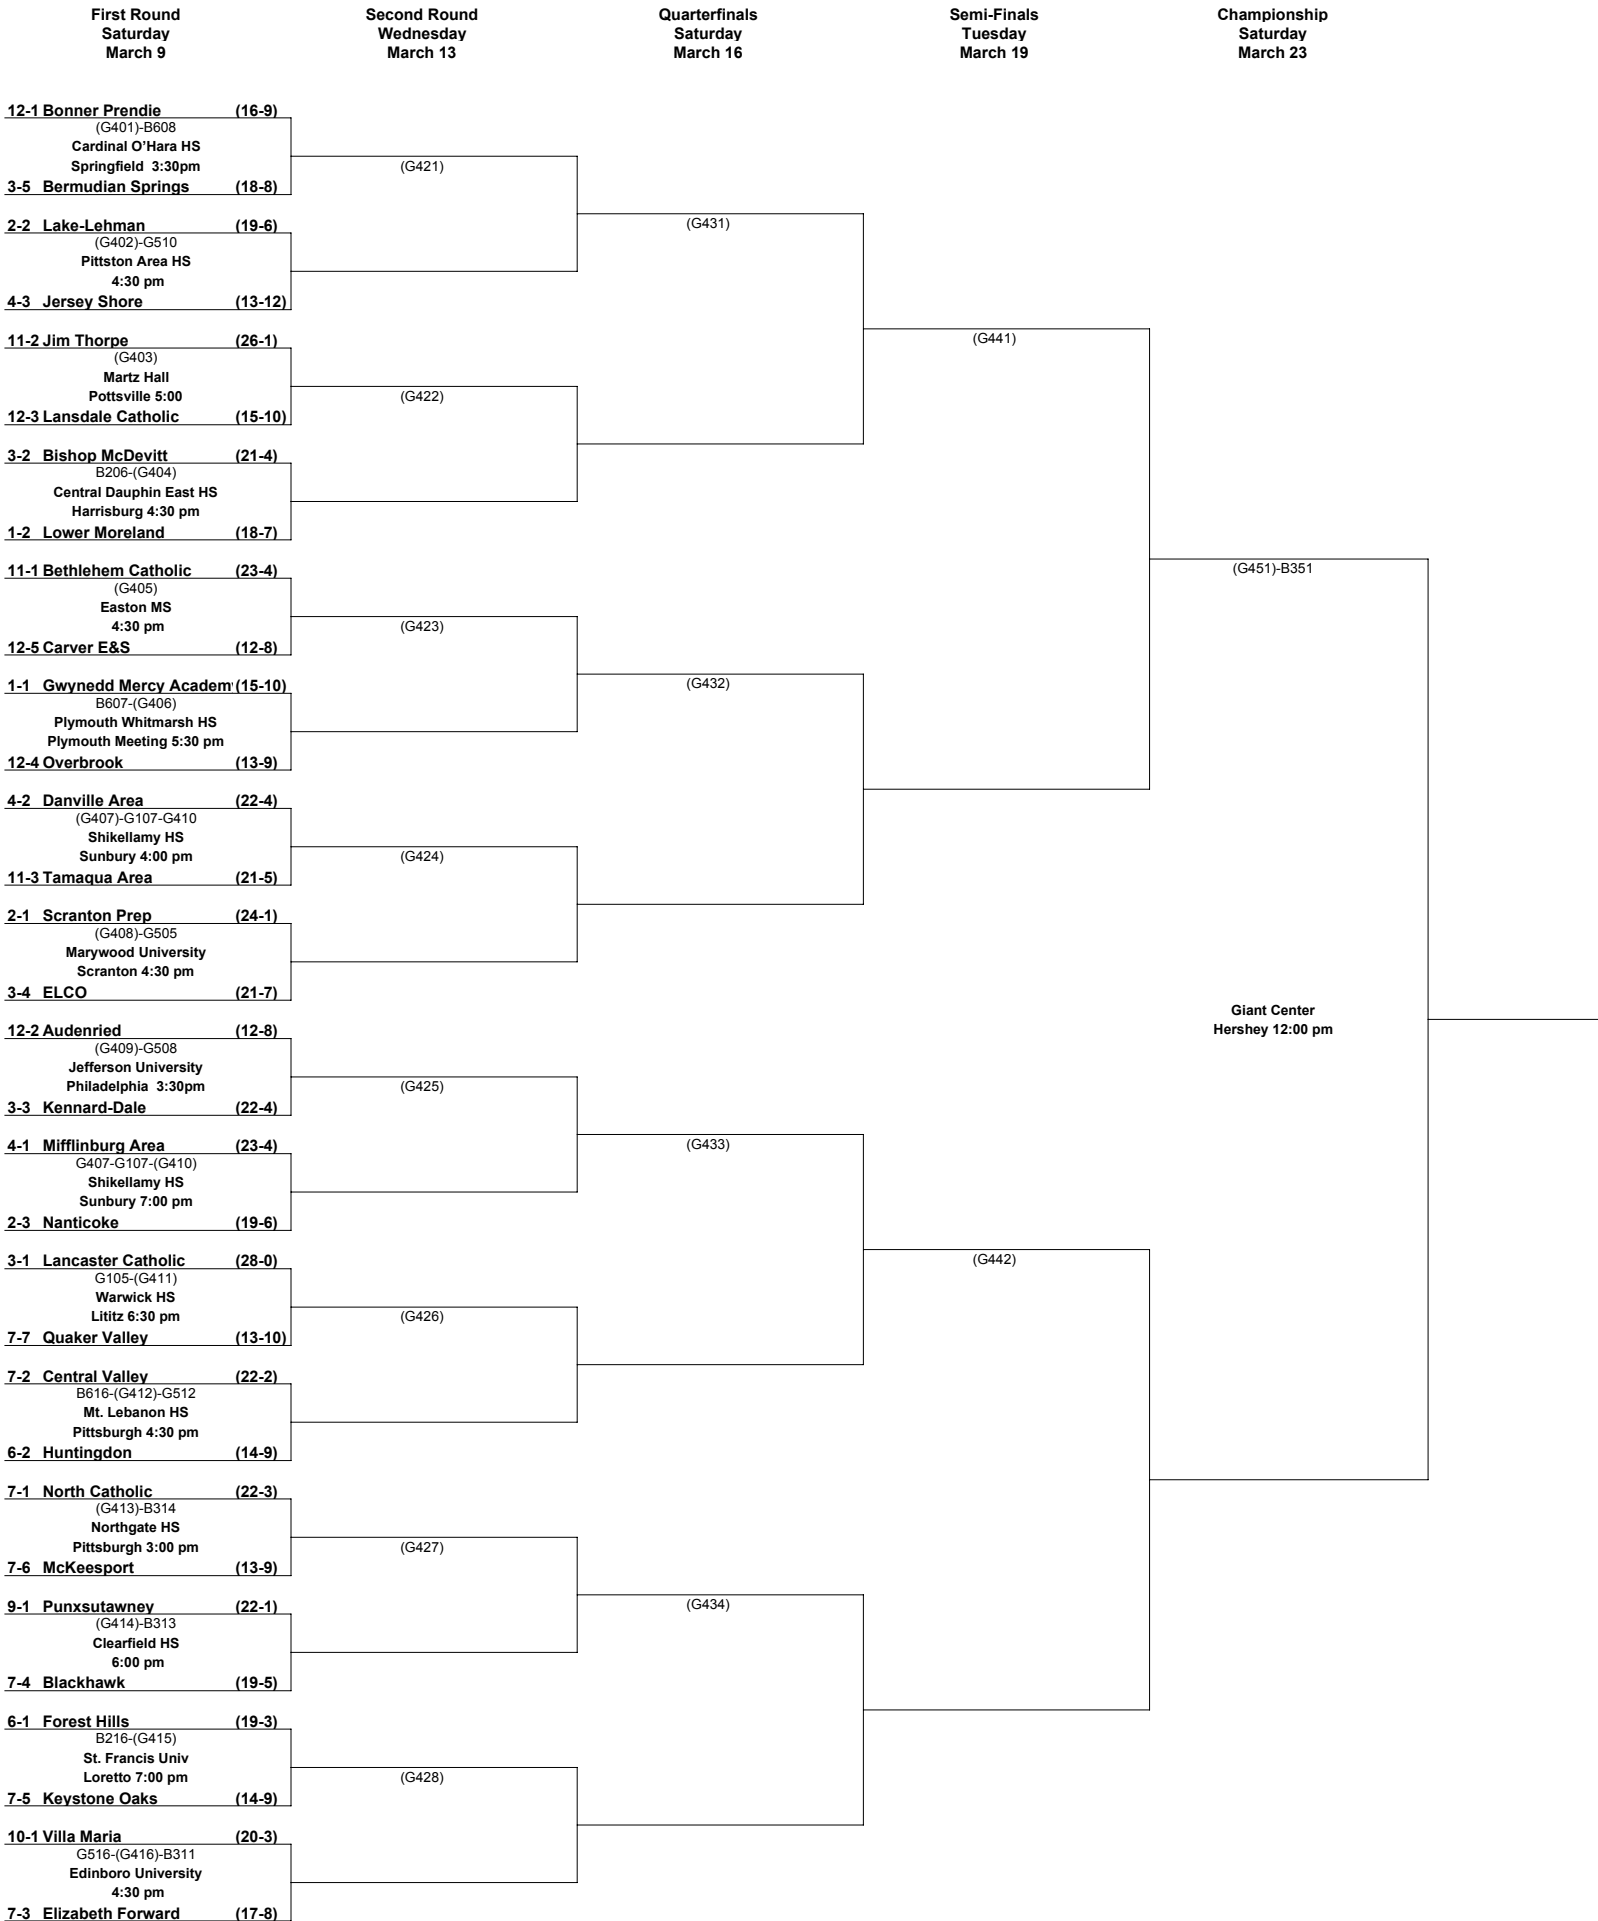 First Round Second Round Quarterfinals Semi-Finals Championship
Saturday Wednesday Saturday Tuesday Saturday
March 9 March 13 March 16 March 19 March 23
12-1 Bonner Prendie (16-9)
(G401)-B608
Cardinal O'Hara HS
Springfield 3:30pm
(G421)
3-5 Bermudian Springs (18-8)
2-2 Lake-Lehman (19-6)
(G431)
(G402)-G510
Pittston Area HS
4:30 pm
4-3 Jersey Shore (13-12)
11-2 Jim Thorpe (26-1)
(G441)
(G403)
Martz Hall
Pottsville 5:00
(G422)
12-3 Lansdale Catholic (15-10)
3-2 Bishop McDevitt (21-4)
B206-(G404)
Central Dauphin East HS
Harrisburg 4:30 pm
1-2 Lower Moreland (18-7)
11-1 Bethlehem Catholic (23-4)
(G451)-B351
(G405)
Easton MS
4:30 pm
(G423)
12-5 Carver E&S (12-8)
1-1 Gwynedd Mercy Academ (15-10)
(G432)
B607-(G406)
Plymouth Whitmarsh HS
Plymouth Meeting 5:30 pm
12-4 Overbrook (13-9)
4-2 Danville Area (22-4)
(G407)-G107-G410
Shikellamy HS
Sunbury 4:00 pm
(G424)
11-3 Tamaqua Area (21-5)
2-1 Scranton Prep (24-1)
(G408)-G505
Marywood University
Scranton 4:30 pm
3-4 ELCO (21-7)
Giant Center
Hershey 12:00 pm
12-2 Audenried (12-8)
(G409)-G508
Jefferson University
Philadelphia 3:30pm
(G425)
3-3 Kennard-Dale (22-4)
4-1 Mifflinburg Area (23-4)
(G433)
G407-G107-(G410)
Shikellamy HS
Sunbury 7:00 pm
2-3 Nanticoke (19-6)
3-1 Lancaster Catholic (28-0)
(G442)
G105-(G411)
Warwick HS
Lititz 6:30 pm
(G426)
7-7 Quaker Valley (13-10)
7-2 Central Valley (22-2)
B616-(G412)-G512
Mt. Lebanon HS
Pittsburgh 4:30 pm
6-2 Huntingdon (14-9)
7-1 North Catholic (22-3)
(G413)-B314
Northgate HS
Pittsburgh 3:00 pm
(G427)
7-6 McKeesport (13-9)
9-1 Punxsutawney (22-1)
(G434)
(G414)-B313
Clearfield HS
6:00 pm
7-4 Blackhawk (19-5)
6-1 Forest Hills (19-3)
B216-(G415)
St. Francis Univ
Loretto 7:00 pm
(G428)
7-5 Keystone Oaks (14-9)
10-1 Villa Maria (20-3)
G516-(G416)-B311
Edinboro University
4:30 pm
7-3 Elizabeth Forward (17-8)